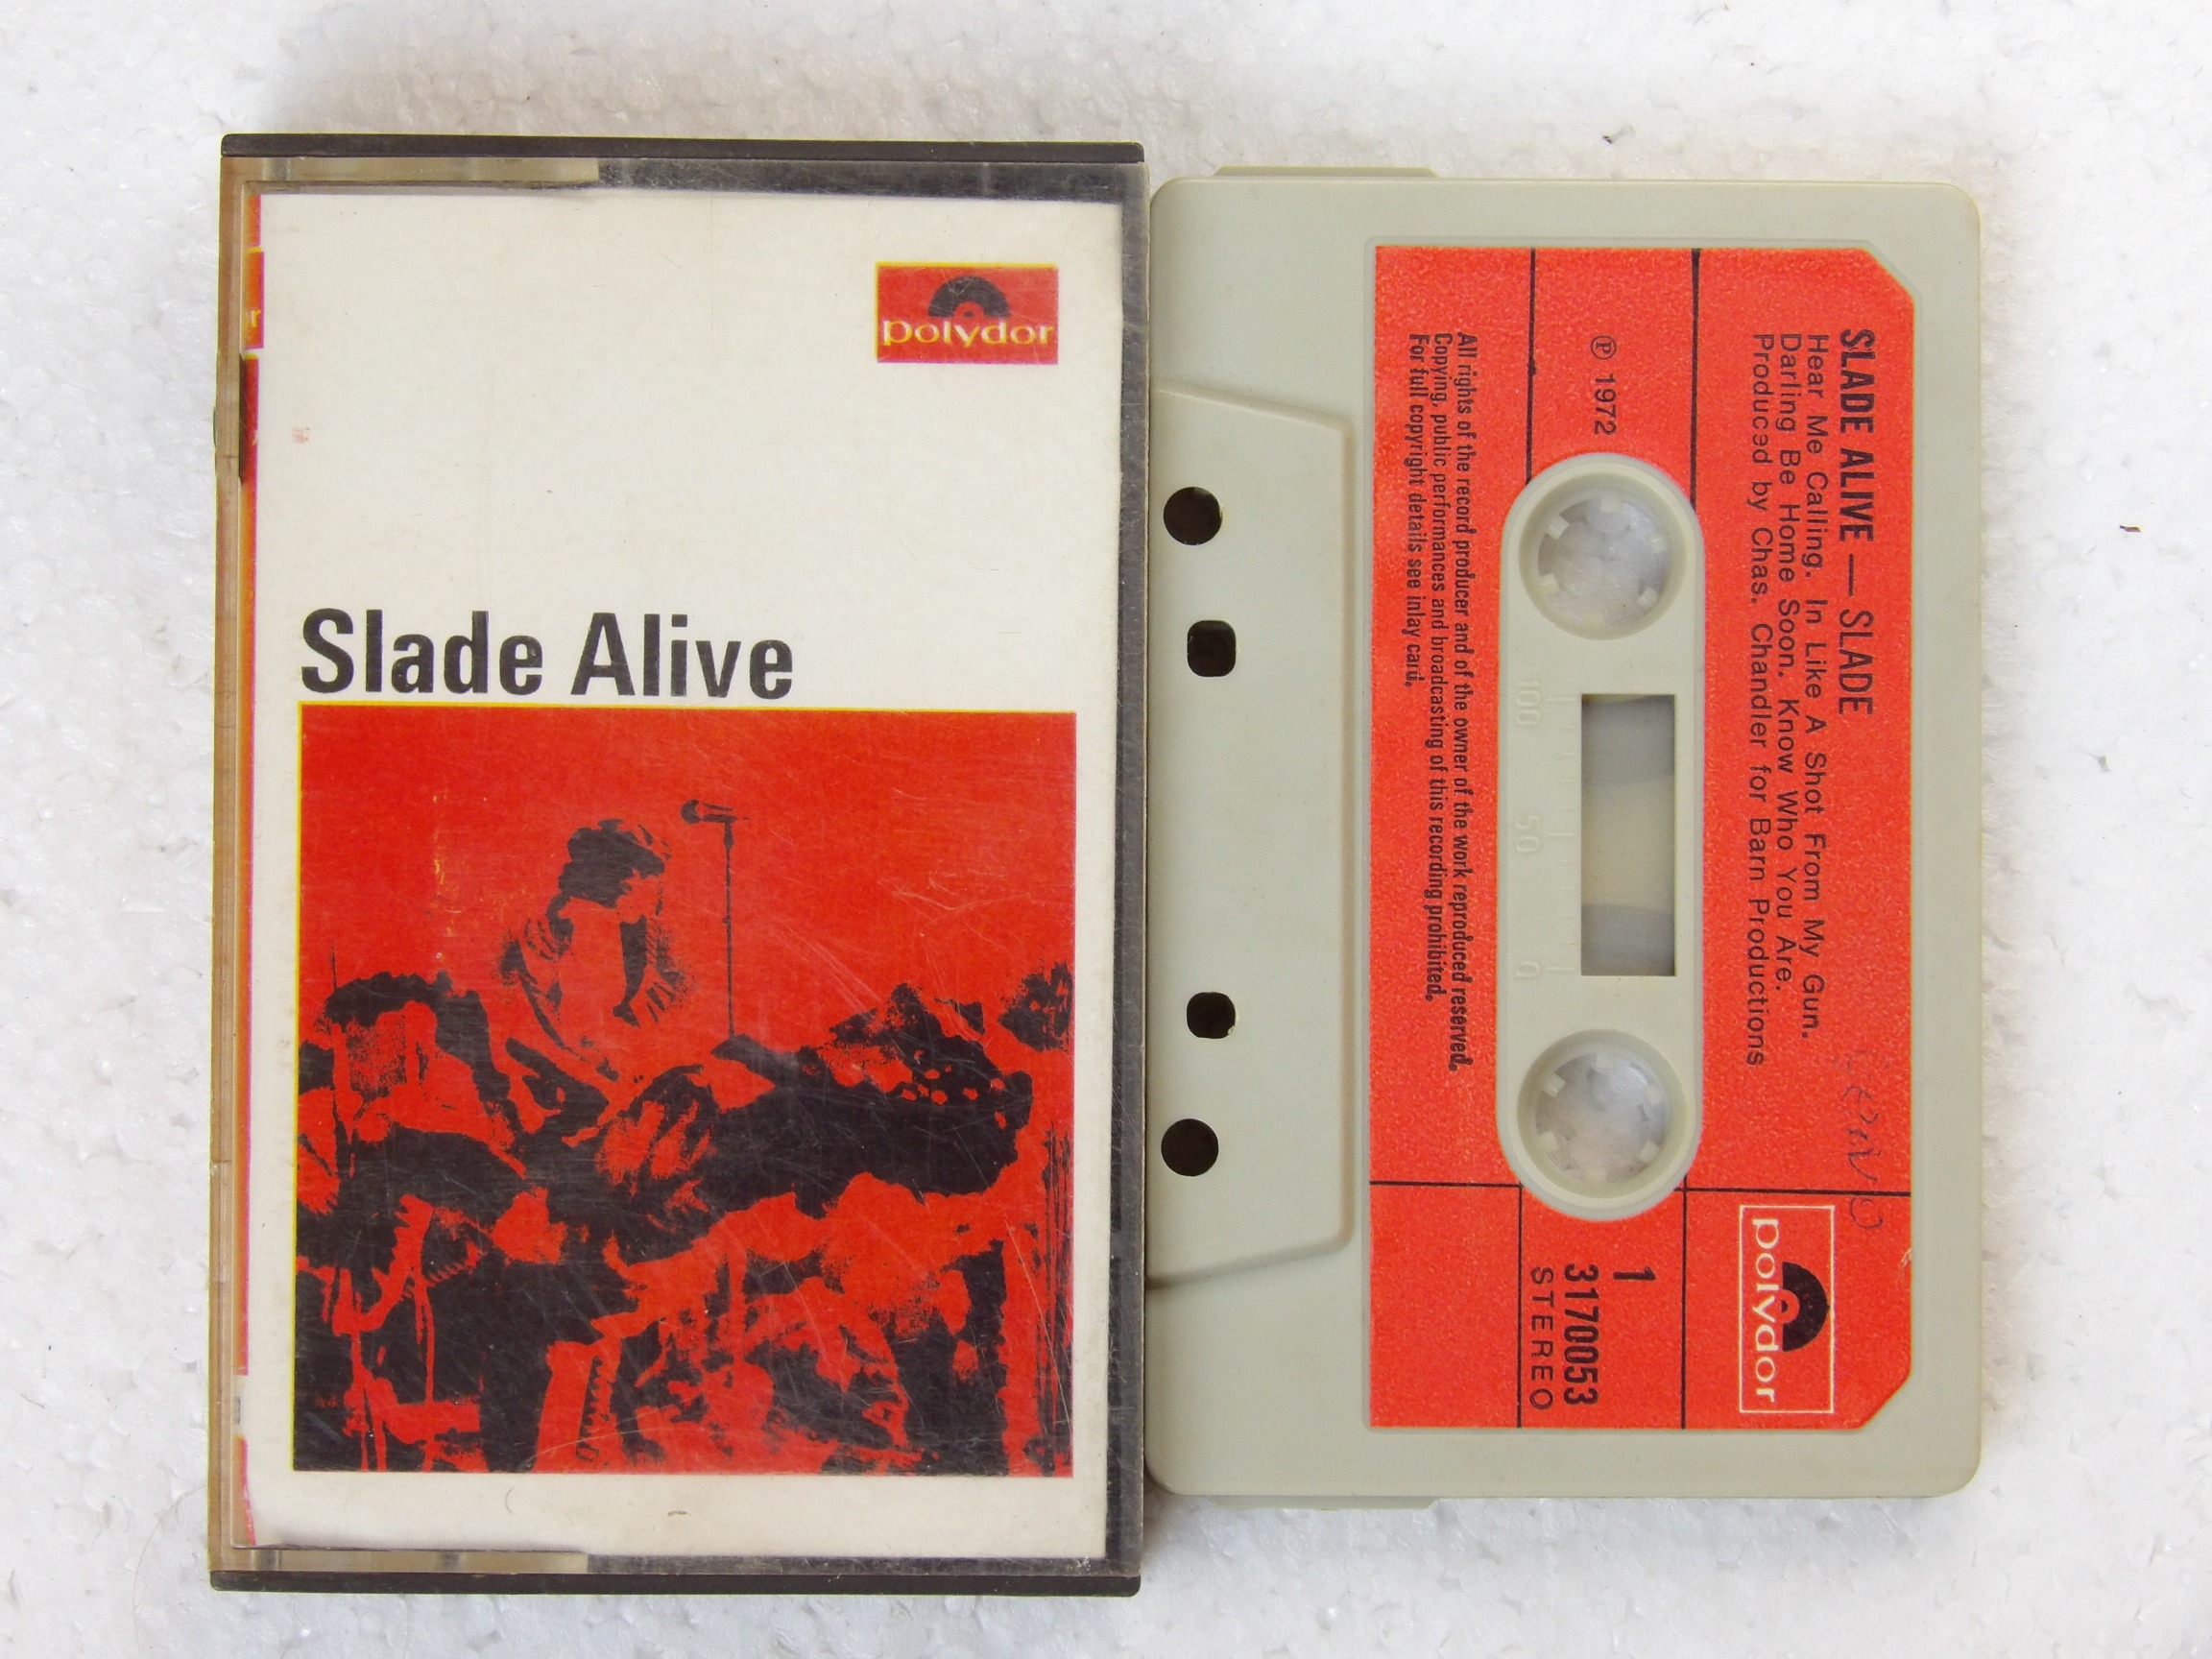 polydor
Slade Alive
SLADE ALIVE — SLADE
Hear Me Calling. In Like A Shot From My Gun.
Darling Be Home Soon. Know Who You Are.
Produced by Chas. Chandler for Barn Productions
℗ 1972
All rights of the record producer and of the owner of the work reproduced reserved.
Copying, public performances and broadcasting of this recording prohibited.
For full copyright details see inlay card.
100 50 0
polydor
1
3170053
STEREO